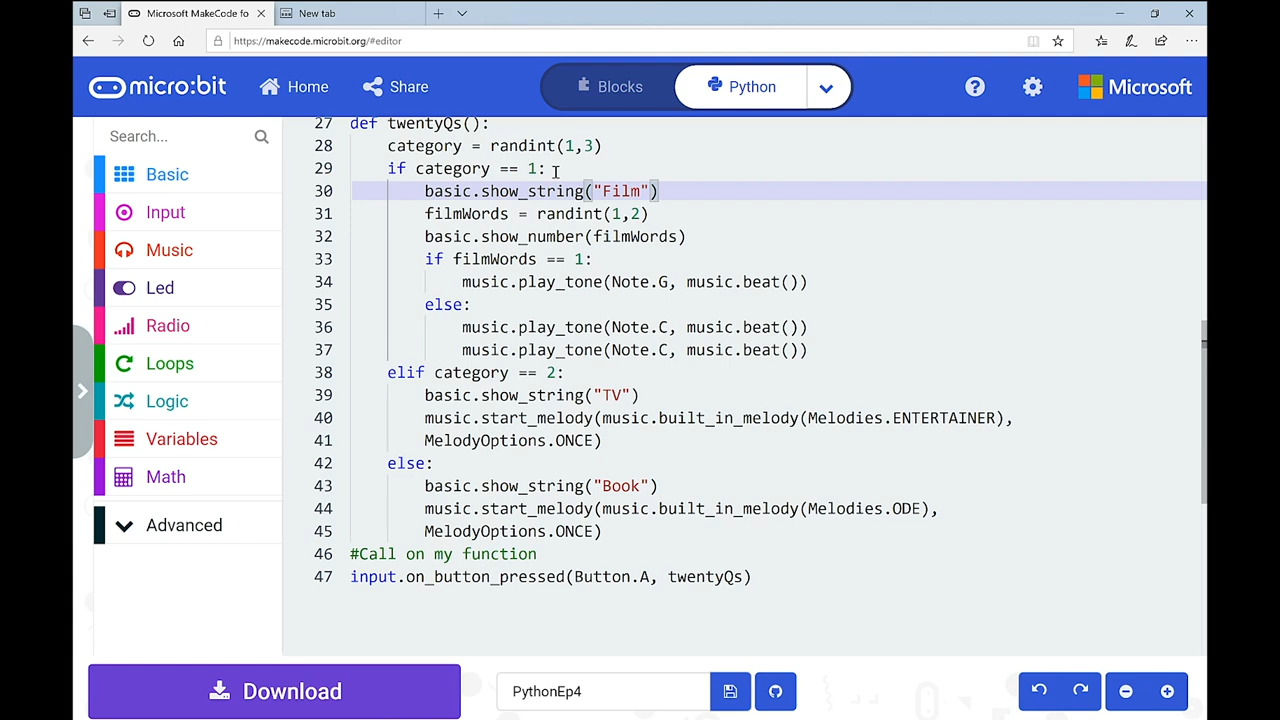 Microsoft MakeCode fo
New tab
https://makecode.microbit.org/#editor
micro:bit
Home
Share
Blocks
Python
Microsoft
Search...
Basic
Input
Music
Led
Radio
Loops
Logic
Variables
Math
Advanced
27 def twentyQs():
28 category = randint(1,3)
29 if category == 1:
30 basic.show_string("Film")
31 filmWords = randint(1,2)
32 basic.show_number(filmWords)
33 if filmWords == 1:
34 music.play_tone(Note.G, music.beat())
35 else:
36 music.play_tone(Note.C, music.beat())
37 music.play_tone(Note.C, music.beat())
38 elif category == 2:
39 basic.show_string("TV")
40 music.start_melody(music.built_in_melody(Melodies.ENTERTAINER),
41 MelodyOptions.ONCE)
42 else:
43 basic.show_string("Book")
44 music.start_melody(music.built_in_melody(Melodies.ODE),
45 MelodyOptions.ONCE)
46 #Call on my function
47 input.on_button_pressed(Button.A, twentyQs)
Download
PythonEp4